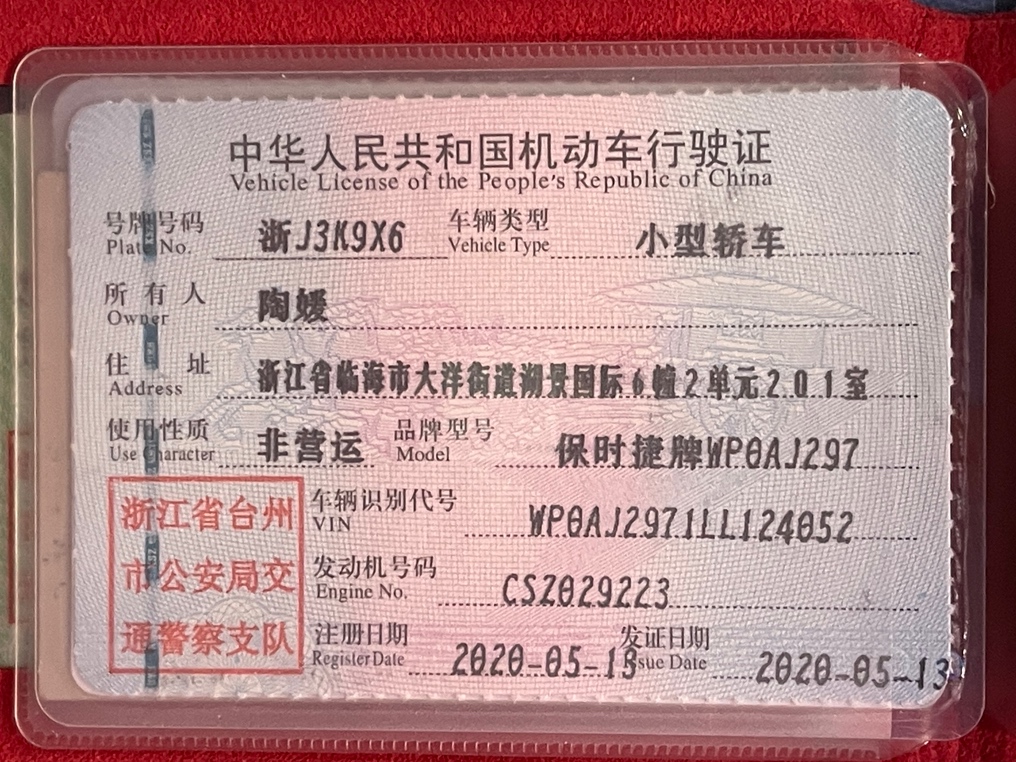 中华人民共和国机动车行驶证
Vehicle License of the People's Republic of China
号牌号码 浙J3K9X6 车辆类型 小型轿车
Plate No. Vehicle Type
所有人 陶媛
Owner
住址 浙江省临海市大洋街道湖景国际6幢2单元201室
Address
使用性质 非营运 品牌型号 保时捷牌WP0AJ297
Use Character Model
浙江省台州
市公安局交
通警察支队
车辆识别代号 WP0AJ2971LL124052
VIN
发动机号码 CSZ029223
Engine No.
注册日期 2020-05-13 发证日期 2020-05-13
Register Date Issue Date